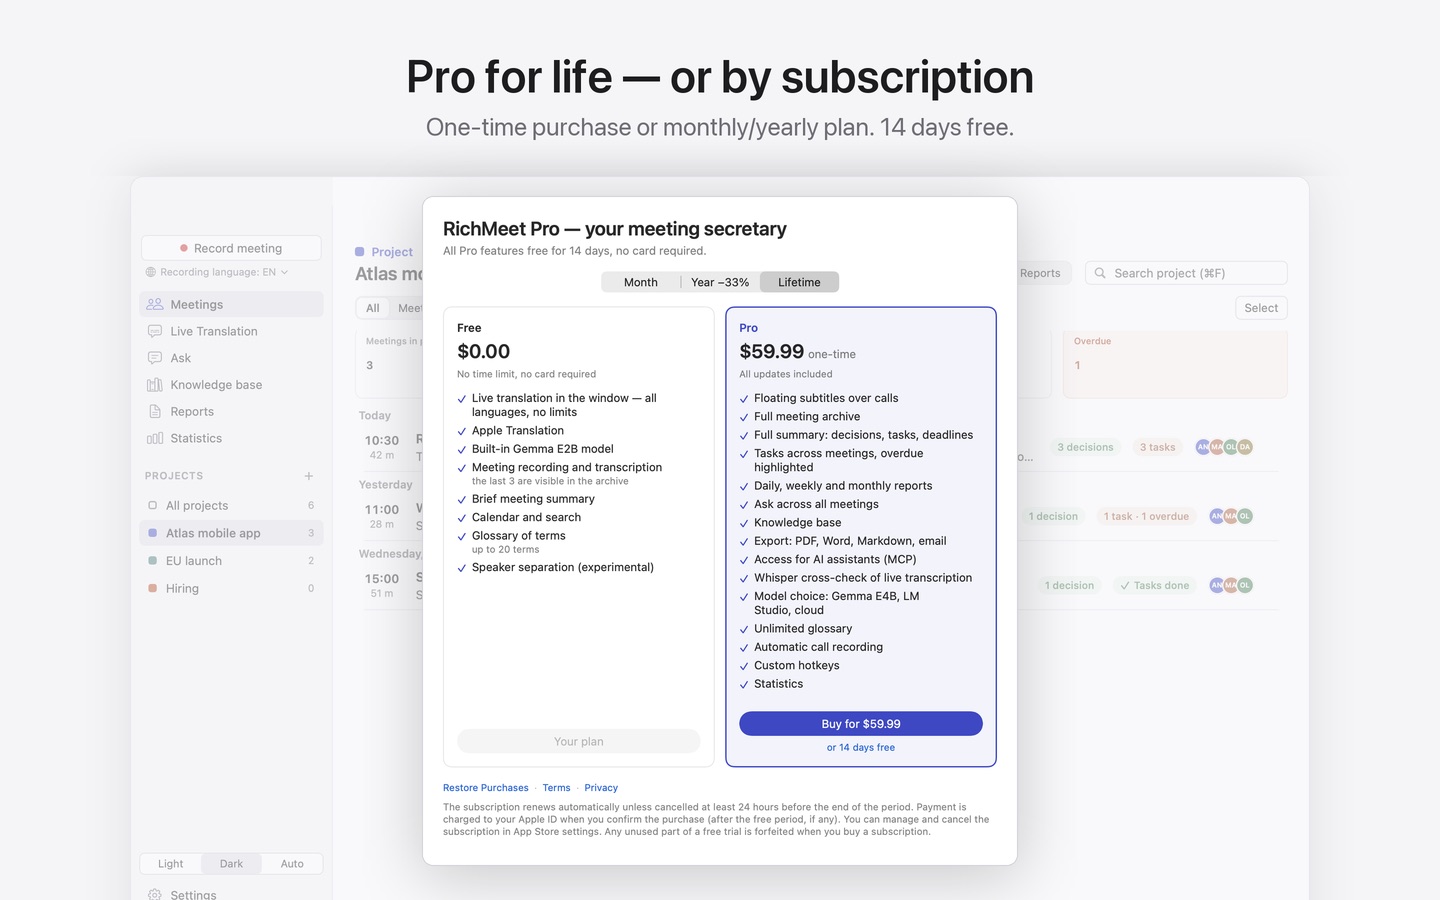 Pro for life — or by subscription
One-time purchase or monthly/yearly plan. 14 days free.
Record meeting
Recording language: EN
Meetings
Live Translation
Ask
Knowledge base
Reports
Statistics
PROJECTS
All projects 6
Atlas mobile app 3
EU launch 2
Hiring 0
Light Dark Auto
Settings
Project
Atlas
Reports
Search project (⌘F)
All
Select
Meetings in
3
Overdue
1
Today
10:30
42 m
3 decisions 3 tasks AN MA OL DA
Yesterday
11:00
28 m
1 decision 1 task · 1 overdue AN MA OL
Wednesday,
15:00
51 m
1 decision ✓ Tasks done AN MA OL
RichMeet Pro — your meeting secretary
All Pro features free for 14 days, no card required.
Month Year −33% Lifetime
Free
$0.00
No time limit, no card required
✓ Live translation in the window — all
languages, no limits
✓ Apple Translation
✓ Built-in Gemma E2B model
✓ Meeting recording and transcription
the last 3 are visible in the archive
✓ Brief meeting summary
✓ Calendar and search
✓ Glossary of terms
up to 20 terms
✓ Speaker separation (experimental)
Your plan
Pro
$59.99 one-time
All updates included
✓ Floating subtitles over calls
✓ Full meeting archive
✓ Full summary: decisions, tasks, deadlines
✓ Tasks across meetings, overdue
highlighted
✓ Daily, weekly and monthly reports
✓ Ask across all meetings
✓ Knowledge base
✓ Export: PDF, Word, Markdown, email
✓ Access for AI assistants (MCP)
✓ Whisper cross-check of live transcription
✓ Model choice: Gemma E4B, LM
Studio, cloud
✓ Unlimited glossary
✓ Automatic call recording
✓ Custom hotkeys
✓ Statistics
Buy for $59.99
or 14 days free
Restore Purchases · Terms · Privacy
The subscription renews automatically unless cancelled at least 24 hours before the end of the period. Payment is
charged to your Apple ID when you confirm the purchase (after the free period, if any). You can manage and cancel the
subscription in App Store settings. Any unused part of a free trial is forfeited when you buy a subscription.